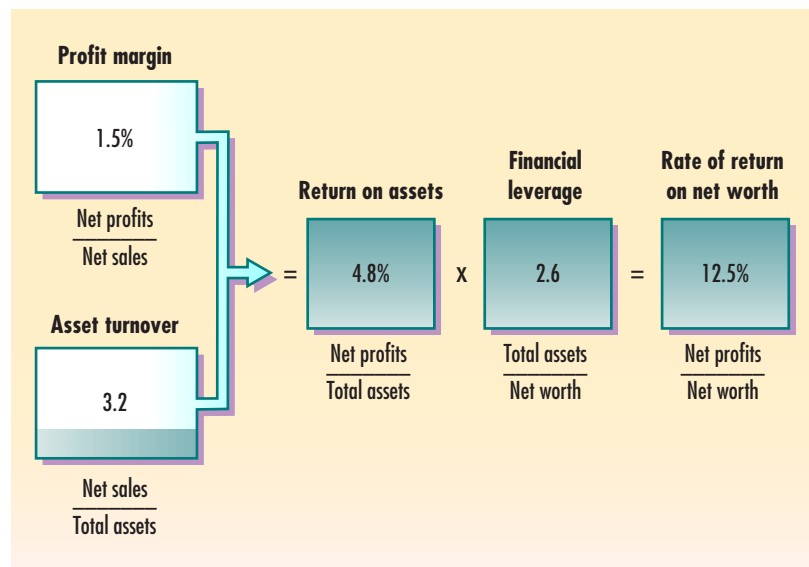 Profit margin
1.5%
Net profits
Net sales
Asset turnover
3.2
Net sales
Total assets
=
Return on assets
4.8%
Net profits
Total assets
x
Financial
leverage
2.6
Total assets
Net worth
=
Rate of return
on net worth
12.5%
Net profits
Net worth